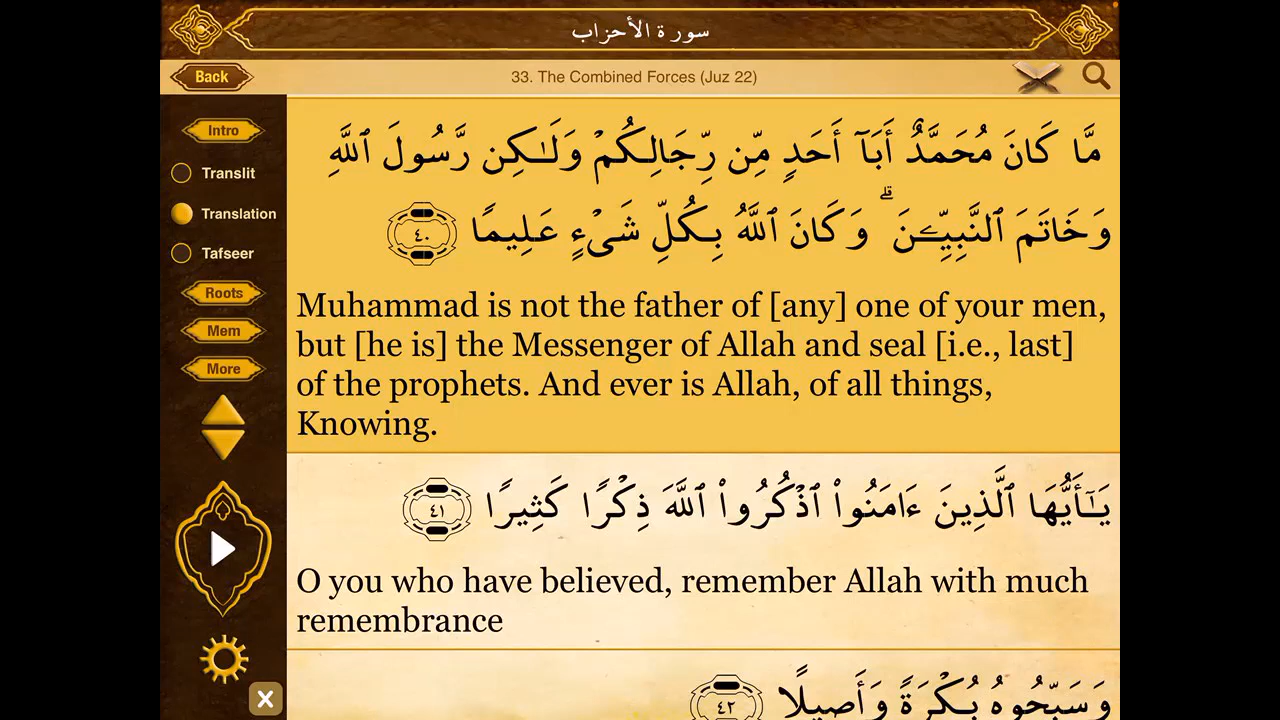 سورة الأحزاب
Back
33. The Combined Forces (Juz 22)
Intro
Translit
Translation
Tafseer
Roots
Mem
More
مَّا كَانَ مُحَمَّدٌ أَبَآ أَحَدٍ مِّن رِّجَالِكُمْ وَلَـٰكِن رَّسُولَ ٱللَّهِ
وَخَاتَمَ ٱلنَّبِيِّـۧنَ ۗ وَكَانَ ٱللَّهُ بِكُلِّ شَىْءٍ عَلِيمًا ٤٠
Muhammad is not the father of [any] one of your men,
but [he is] the Messenger of Allah and seal [i.e., last]
of the prophets. And ever is Allah, of all things,
Knowing.
يَـٰٓأَيُّهَا ٱلَّذِينَ ءَامَنُوا۟ ٱذْكُرُوا۟ ٱللَّهَ ذِكْرًا كَثِيرًا ٤١
O you who have believed, remember Allah with much
remembrance
وَسَبِّحُوهُ بُكْرَةً وَأَصِيلًا ٤٢